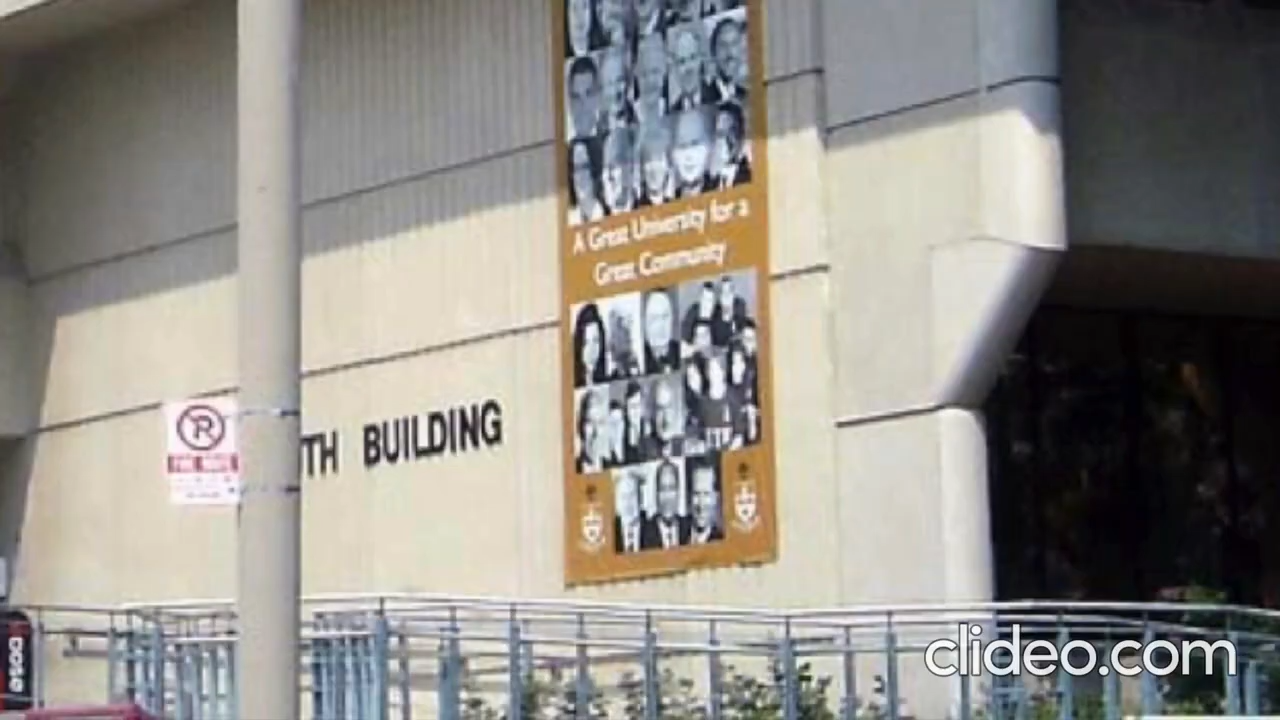 A Great University for a
Great Community
TH BUILDING
P
clideo.com